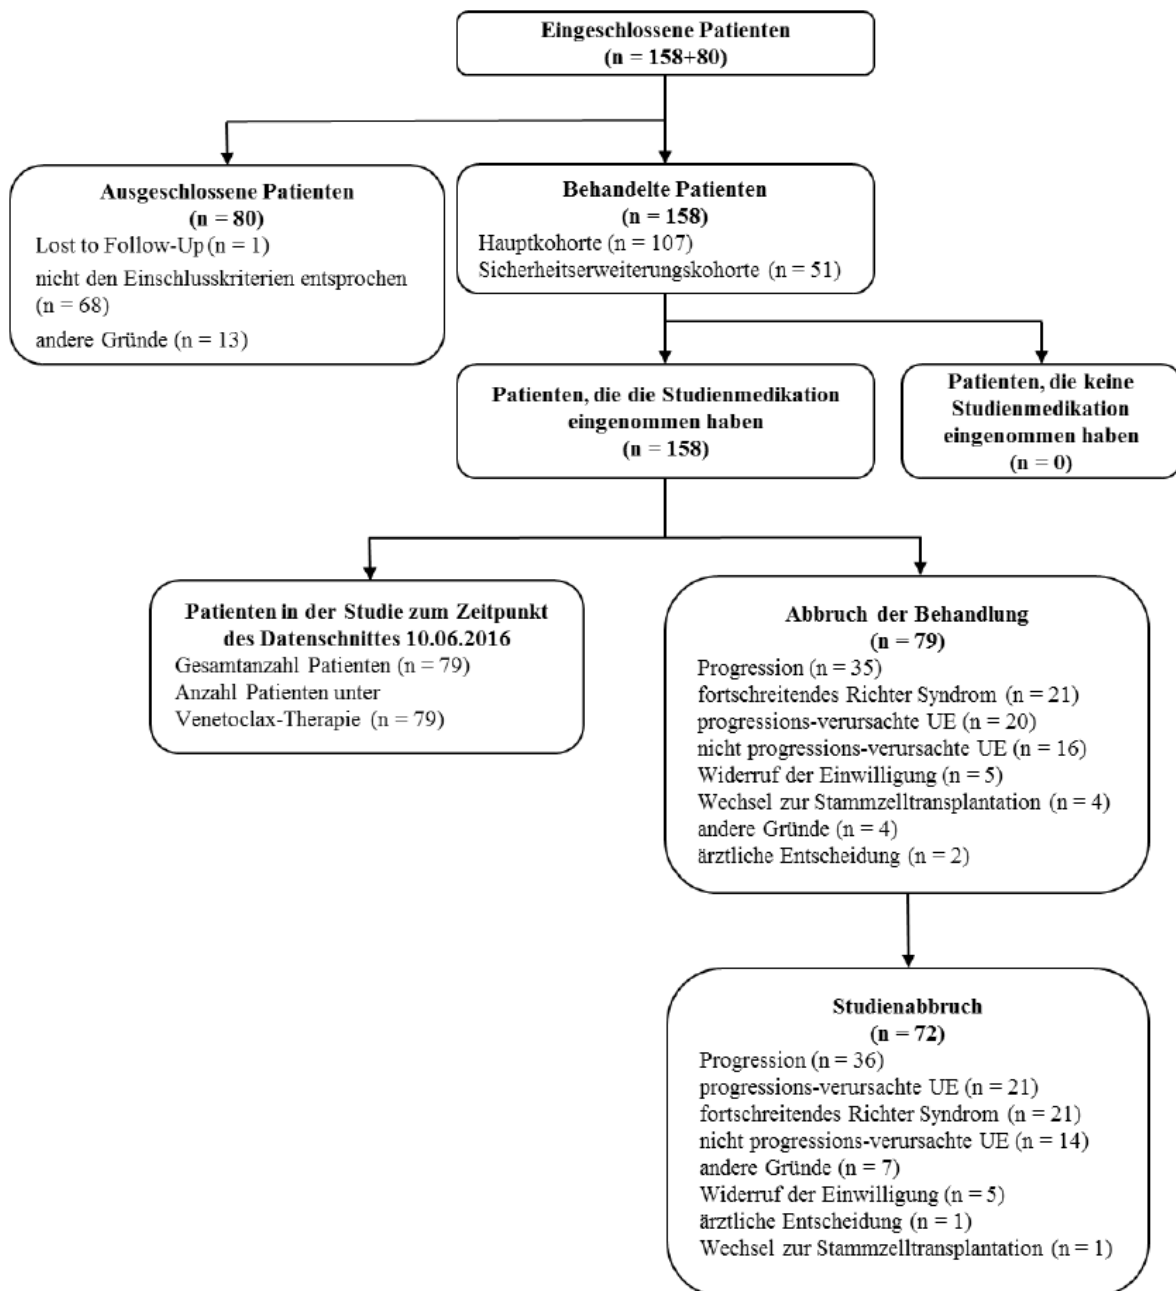 Eingeschlossene Patienten
(n = 158+80)
Ausgeschlossene Patienten
(n = 80)
Lost to Follow-Up (n = 1)
nicht den Einschlusskriterien entsprochen
(n = 68)
andere Gründe (n = 13)
Behandelte Patienten
(n = 158)
Hauptkohorte (n = 107)
Sicherheitserweiterungskohorte (n = 51)
Patienten, die die Studienmedikation
eingenommen haben
(n = 158)
Patienten, die keine
Studienmedikation
eingenommen haben
(n = 0)
Patienten in der Studie zum Zeitpunkt
des Datenschnittes 10.06.2016
Gesamtanzahl Patienten (n = 79)
Anzahl Patienten unter
Venetoclax-Therapie (n = 79)
Abbruch der Behandlung
(n = 79)
Progression (n = 35)
fortschreitendes Richter Syndrom (n = 21)
progressions-verursachte UE (n = 20)
nicht progressions-verursachte UE (n = 16)
Widerruf der Einwilligung (n = 5)
Wechsel zur Stammzelltransplantation (n = 4)
andere Gründe (n = 4)
ärztliche Entscheidung (n = 2)
Studienabbruch
(n = 72)
Progression (n = 36)
progressions-verursachte UE (n = 21)
fortschreitendes Richter Syndrom (n = 21)
nicht progressions-verursachte UE (n = 14)
andere Gründe (n = 7)
Widerruf der Einwilligung (n = 5)
ärztliche Entscheidung (n = 1)
Wechsel zur Stammzelltransplantation (n = 1)